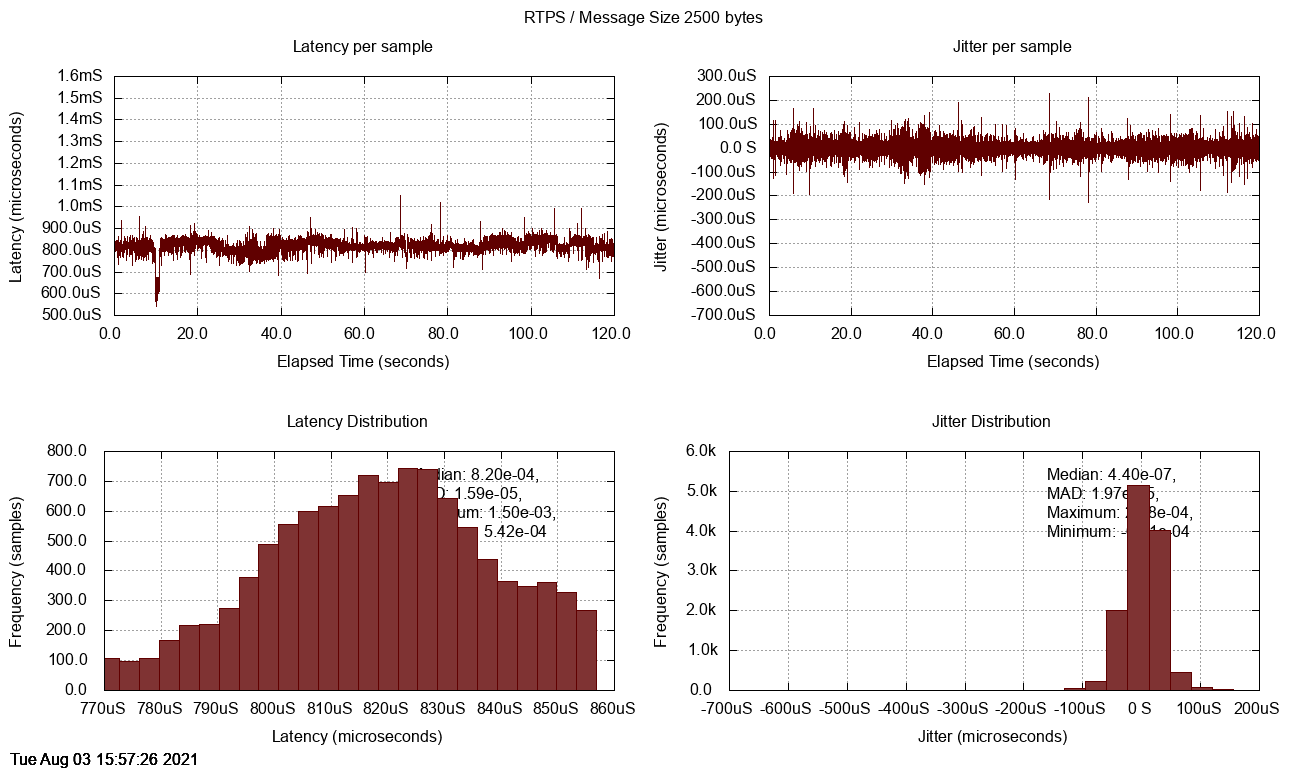 RTPS / Message Size 2500 bytes
Latency per sample
1.6mS
1.5mS
1.4mS
1.3mS
1.2mS
1.1mS
1.0mS
900.0uS
800.0uS
700.0uS
600.0uS
500.0uS
Latency (microseconds)
0.0 20.0 40.0 60.0 80.0 100.0 120.0
Elapsed Time (seconds)
Jitter per sample
300.0uS
200.0uS
100.0uS
0.0 S
-100.0uS
-200.0uS
-300.0uS
-400.0uS
-500.0uS
-600.0uS
-700.0uS
Jitter (microseconds)
0.0 20.0 40.0 60.0 80.0 100.0 120.0
Elapsed Time (seconds)
Latency Distribution
800.0
700.0
600.0
500.0
400.0
300.0
200.0
100.0
0.0
Frequency (samples)
8.20e-04,
1.59e-05,
1.50e-03,
5.42e-04
770uS 780uS 790uS 800uS 810uS 820uS 830uS 840uS 850uS 860uS
Latency (microseconds)
Jitter Distribution
6.0k
5.0k
4.0k
3.0k
2.0k
1.0k
0.0
Frequency (samples)
Median: 4.40e-07,
MAD:
Maximum:
Minimum:
-700uS -600uS -500uS -400uS -300uS -200uS -100uS 0 S 100uS 200uS
Jitter (microseconds)
Tue Aug 03 15:57:26 2021